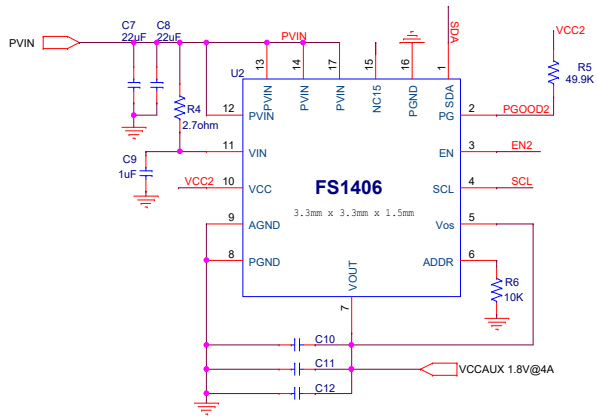 C7
22uF
C8
22uF
PVIN
PVIN
SDA
VCC2
13
14
17
15
16
1
U2
PVIN
PVIN
PVIN
NC15
PGND
SDA
R5
49.9K
R4
2.7ohm
12
PVIN
PG
2
PGOOD2
11
VIN
EN
3
EN2
C9
1uF
VCC2
10
VCC
FS1406
SCL
4
SCL
3.3mm x 3.3mm x 1.5mm
9
AGND
Vos
5
8
PGND
ADDR
6
VOUT
7
R6
10K
C10
C11
VCCAUX 1.8V@4A
C12